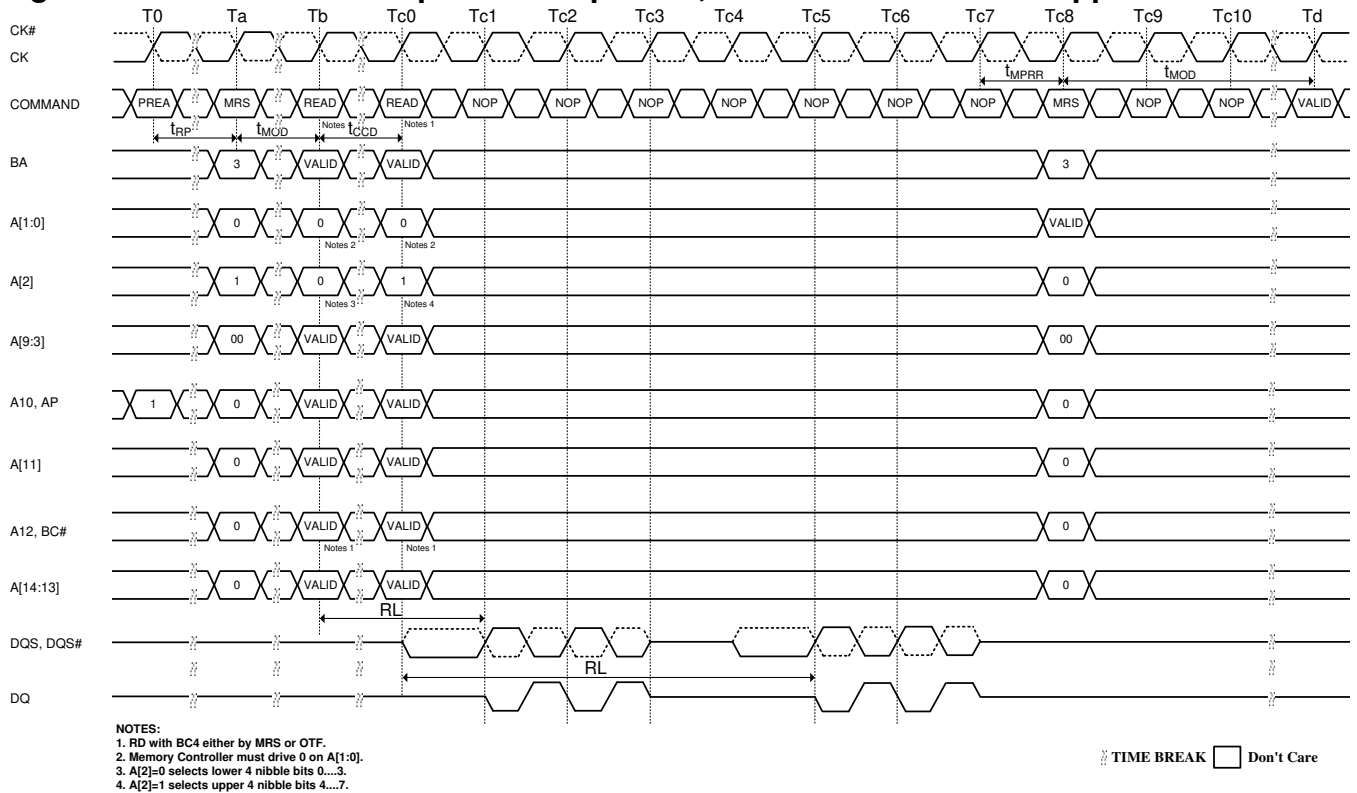 T0 Ta Tb Tc0 Tc1 Tc2 Tc3 Tc4 Tc5 Tc6 Tc7 Tc8 Tc9 Tc10 Td
CK#
CK
tMPRR tMOD
COMMAND PREA MRS READ READ NOP NOP NOP NOP NOP NOP NOP MRS NOP NOP VALID
Notes 1 Notes 1
tRP tMOD tCCD
BA 3 VALID VALID 3
A[1:0] 0 0 0 VALID
Notes 2 Notes 2
A[2] 1 0 1 0
Notes 3 Notes 4
A[9:3] 00 VALID VALID 00
A10, AP 1 0 VALID VALID 0
A[11] 0 VALID VALID 0
A12, BC# 0 VALID VALID 0
Notes 1 Notes 1
A[14:13] 0 VALID VALID 0
RL
DQS, DQS#
RL
DQ
NOTES:
1. RD with BC4 either by MRS or OTF.
2. Memory Controller must drive 0 on A[1:0].
3. A[2]=0 selects lower 4 nibble bits 0....3.
4. A[2]=1 selects upper 4 nibble bits 4....7.
TIME BREAK Don't Care